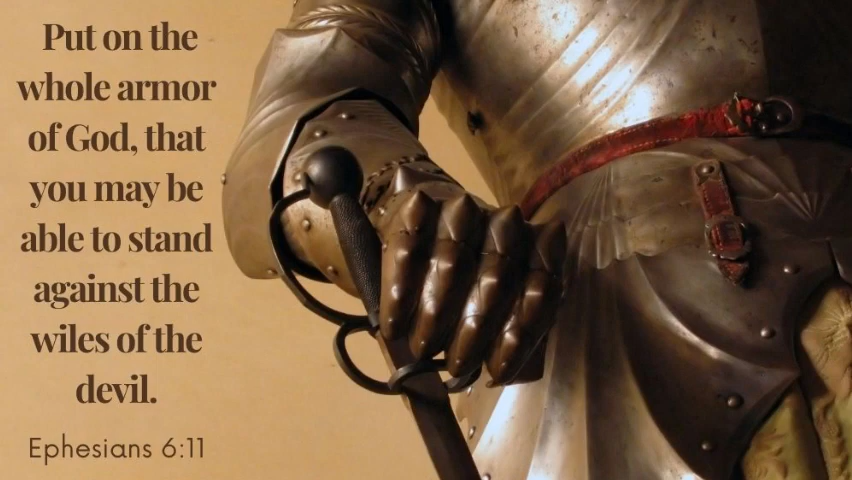 Put on the
whole armor
of God, that
you may be
able to stand
against the
wiles of the
devil.
Ephesians 6:11